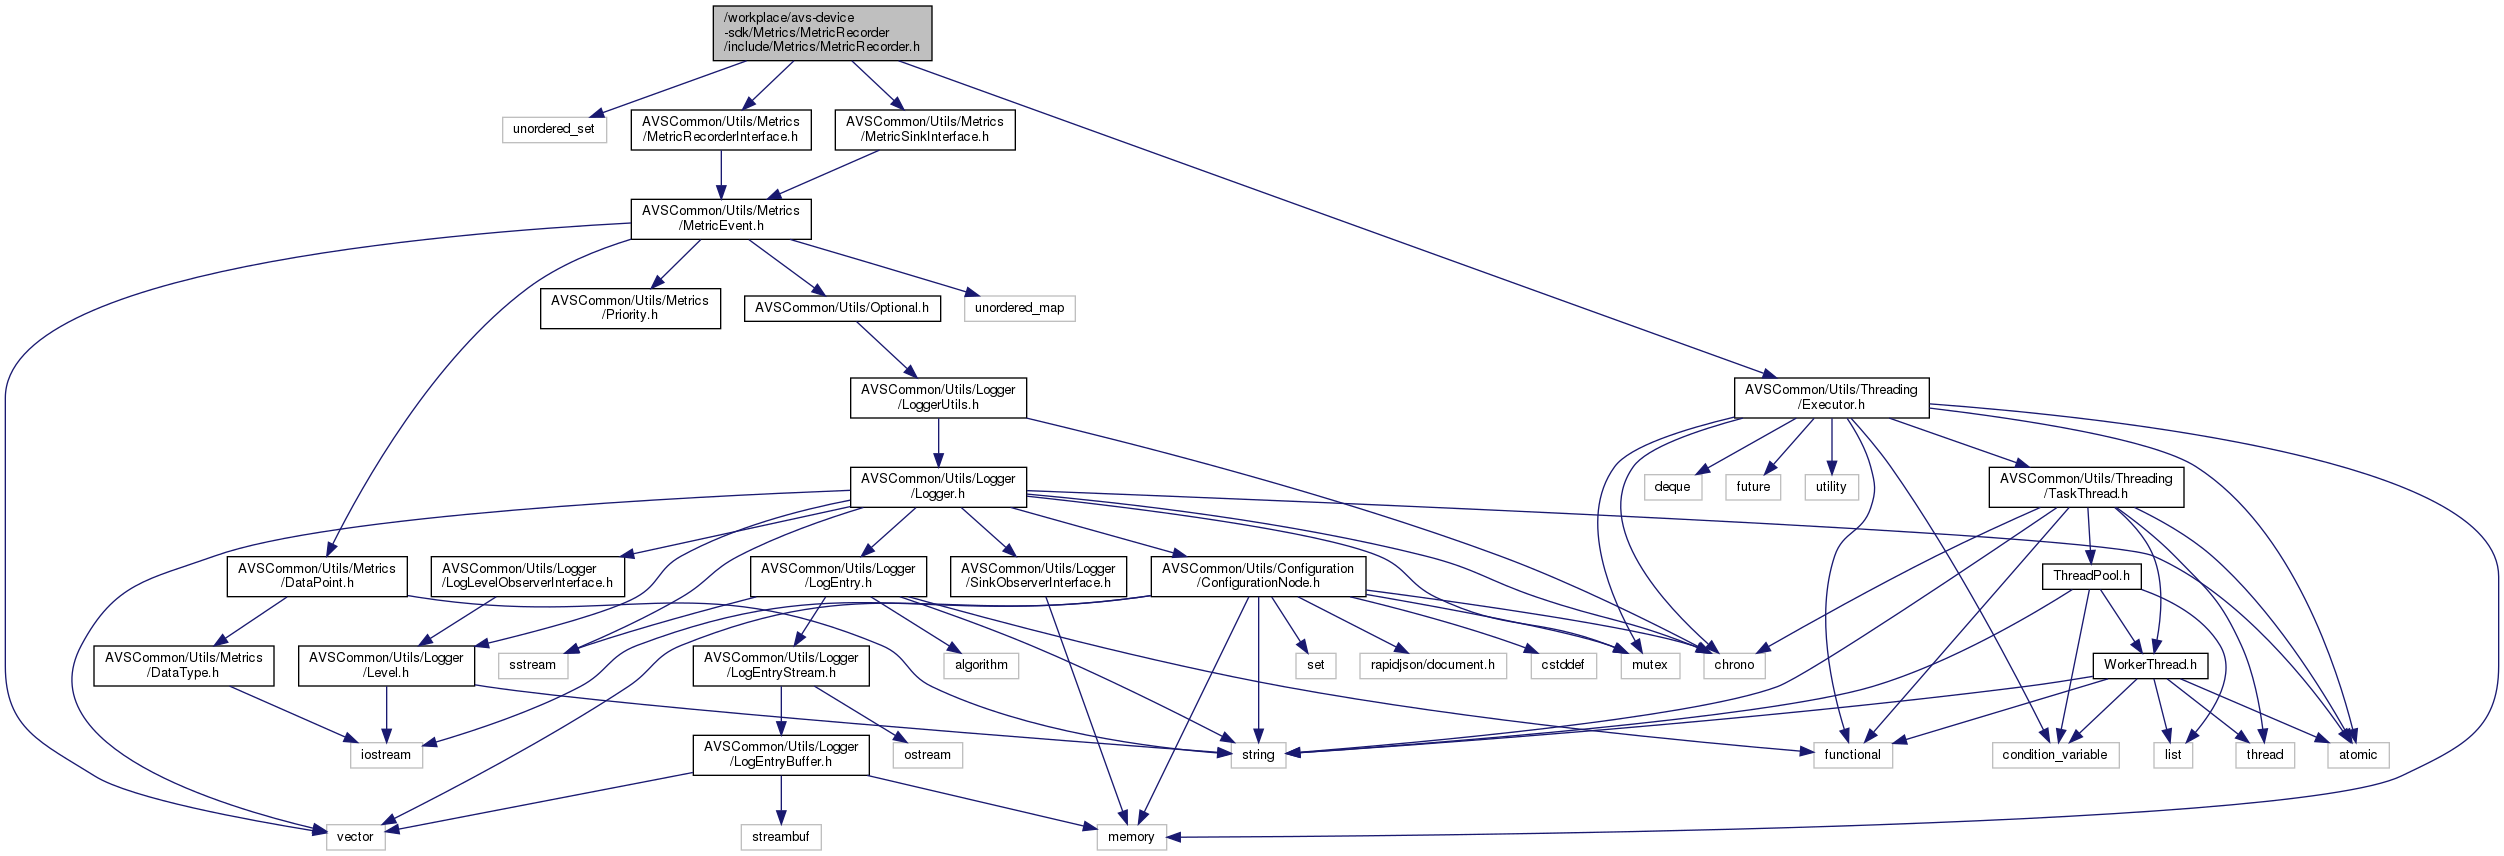 /workplace/avs-device
-sdk/Metrics/MetricRecorder
/include/Metrics/MetricRecorder.h
unordered_set
AVSCommon/Utils/Metrics
/MetricRecorderInterface.h
AVSCommon/Utils/Metrics
/MetricSinkInterface.h
AVSCommon/Utils/Metrics
/MetricEvent.h
AVSCommon/Utils/Metrics
/Priority.h
AVSCommon/Utils/Optional.h
unordered_map
AVSCommon/Utils/Logger
/LoggerUtils.h
AVSCommon/Utils/Threading
/Executor.h
AVSCommon/Utils/Logger
/Logger.h
deque
future
utility
AVSCommon/Utils/Threading
/TaskThread.h
AVSCommon/Utils/Metrics
/DataPoint.h
AVSCommon/Utils/Logger
/LogLevelObserverInterface.h
AVSCommon/Utils/Logger
/LogEntry.h
AVSCommon/Utils/Logger
/SinkObserverInterface.h
AVSCommon/Utils/Configuration
/ConfigurationNode.h
ThreadPool.h
AVSCommon/Utils/Metrics
/DataType.h
AVSCommon/Utils/Logger
/Level.h
sstream
AVSCommon/Utils/Logger
/LogEntryStream.h
algorithm
set
rapidjson/document.h
cstddef
mutex
chrono
WorkerThread.h
iostream
AVSCommon/Utils/Logger
/LogEntryBuffer.h
ostream
string
functional
condition_variable
list
thread
atomic
vector
streambuf
memory